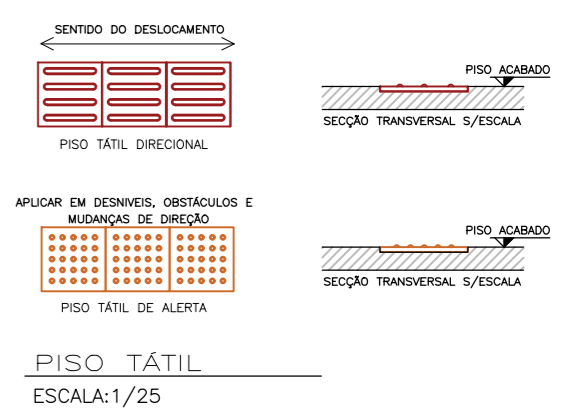 SENTIDO DO DESLOCAMENTO
PISO TÁTIL DIRECIONAL
PISO ACABADO
SECÇÃO TRANSVERSAL S/ESCALA
APLICAR EM DESNIVEIS, OBSTÁCULOS E
MUDANÇAS DE DIREÇÃO
PISO TÁTIL DE ALERTA
PISO ACABADO
SECÇÃO TRANSVERSAL S/ESCALA
PISO TÁTIL
ESCALA:1/25